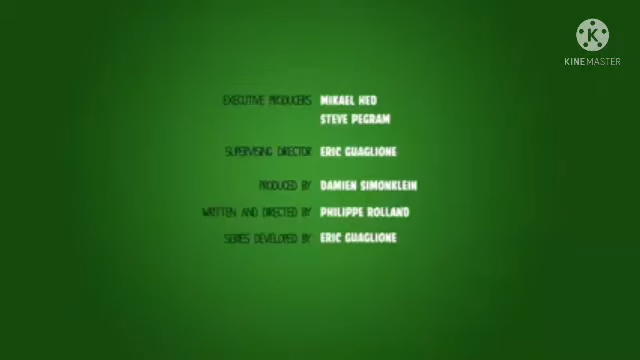 K
KINEMASTER
EXECUTIVE PRODUCERS MIKAEL HED
STEVE PEGRAM
SUPERVISING DIRECTOR ERIC GUAGLIONE
PRODUCED BY DAMIEN SIMONKLEIN
WRITTEN AND DIRECTED BY PHILIPPE ROLLAND
SERIES DEVELOPED BY ERIC GUAGLIONE